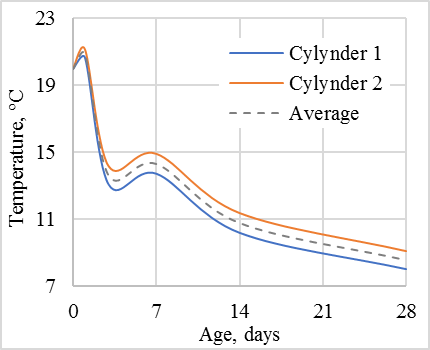 23
19
15
11
7
Temperature, °C
Cylynder 1
Cylynder 2
Average
0 7 14 21 28
Age, days